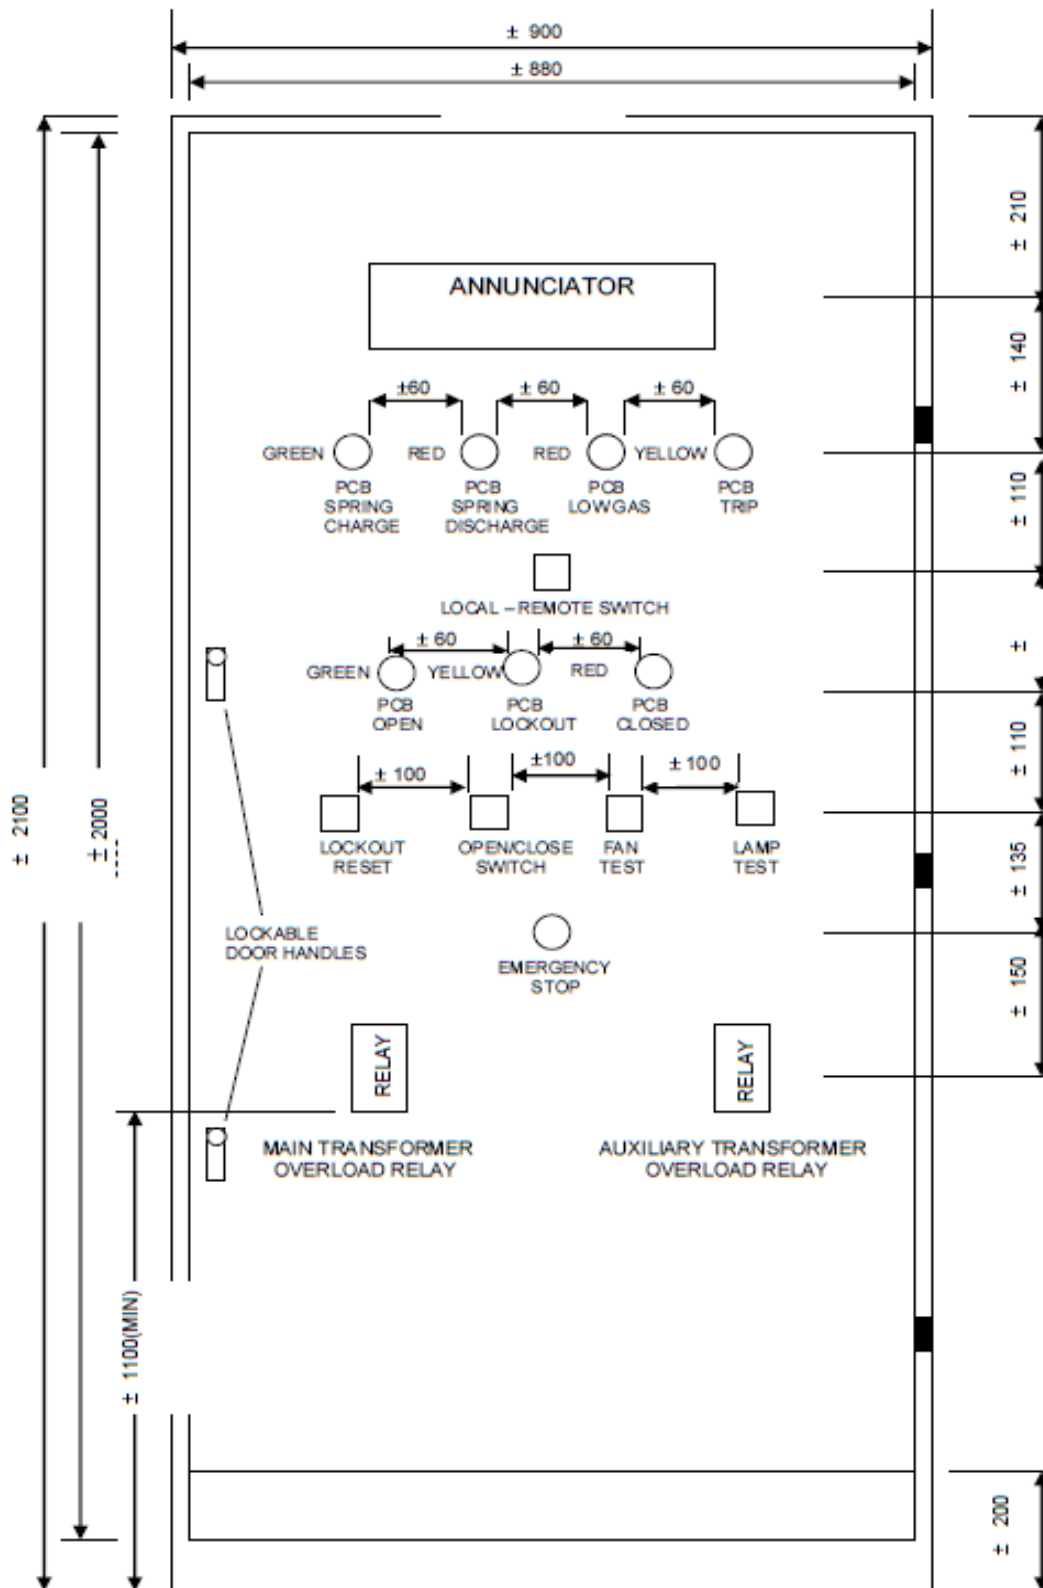 ± 900
± 880
± 210
ANNUNCIATOR
± 140
±60
± 60
± 60
GREEN
RED
RED
YELLOW
PCB
SPRING
CHARGE
PCB
SPRING
DISCHARGE
PCB
LOWGAS
PCB
TRIP
± 110
LOCAL – REMOTE SWITCH
±
± 60
± 60
GREEN
YELLOW
RED
PCB
OPEN
PCB
LOCKOUT
PCB
CLOSED
± 110
± 100
±100
± 100
± 2100
± 2000
LOCKOUT
RESET
OPEN/CLOSE
SWITCH
FAN
TEST
LAMP
TEST
± 135
LOCKABLE
DOOR HANDLES
EMERGENCY
STOP
± 150
RELAY
RELAY
MAIN TRANSFORMER
OVERLOAD RELAY
AUXILIARY TRANSFORMER
OVERLOAD RELAY
± 1100(MIN)
± 200